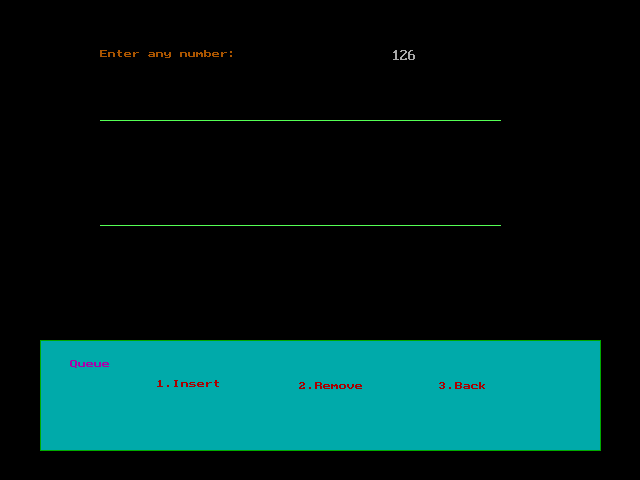 Enter any number: 126
Queue
1.Insert 2.Remove 3.Back